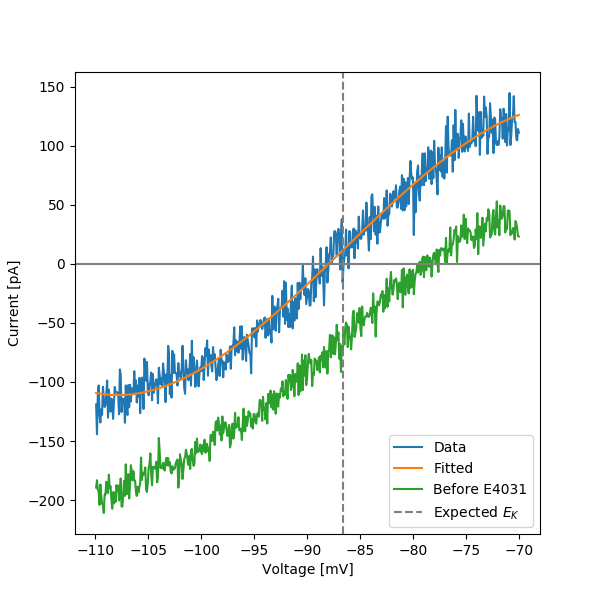 150
100
50
0
−50
−100
−150
−200
Current [pA]
−110 −105 −100 −95 −90 −85 −80 −75 −70
Voltage [mV]
Data
Fitted
Before E4031
Expected E_K